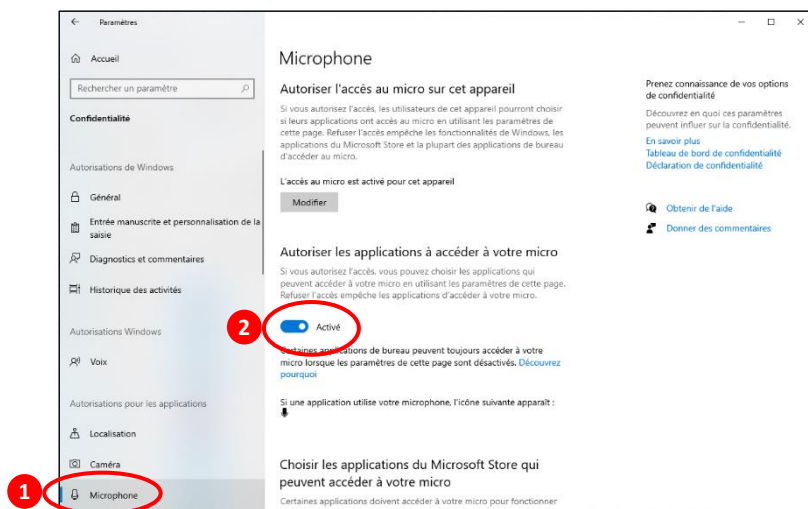 Paramètres
Accueil
Rechercher un paramètre
Confidentialité
Autorisations de Windows
Général
Entrée manuscrite et personnalisation de la
saisie
Diagnostics et commentaires
Historique des activités
Autorisations Windows
Voix
Autorisations pour les applications
Localisation
Caméra
1
Microphone
Microphone
Autoriser l'accès au micro sur cet appareil
Si vous autorisez l'accès, les utilisateurs de cet appareil pourront choisir
si leurs applications ont accès au micro en utilisant les paramètres de
cette page. Refuser l'accès empêche les fonctionnalités de Windows, les
applications du Microsoft Store et la plupart des applications de bureau
d'accéder au micro.
L'accès au micro est activé pour cet appareil
Modifier
Autoriser les applications à accéder à votre micro
Si vous autorisez l'accès, vous pouvez choisir les applications qui
peuvent accéder à votre micro en utilisant les paramètres de cette page.
Refuser l'accès empêche les applications d'accéder à votre micro.
2
Activé
Certaines applications de bureau peuvent toujours accéder à votre
micro lorsque les paramètres de cette page sont désactivés. Découvrez
pourquoi
Si une application utilise votre microphone, l'icône suivante apparaît :
Choisir les applications du Microsoft Store qui
peuvent accéder à votre micro
Certaines applications doivent accéder à votre micro pour fonctionner
Prenez connaissance de vos options
de confidentialité
Découvrez en quoi ces paramètres
peuvent influer sur la confidentialité.
En savoir plus
Tableau de bord de confidentialité
Déclaration de confidentialité
Obtenir de l'aide
Donner des commentaires